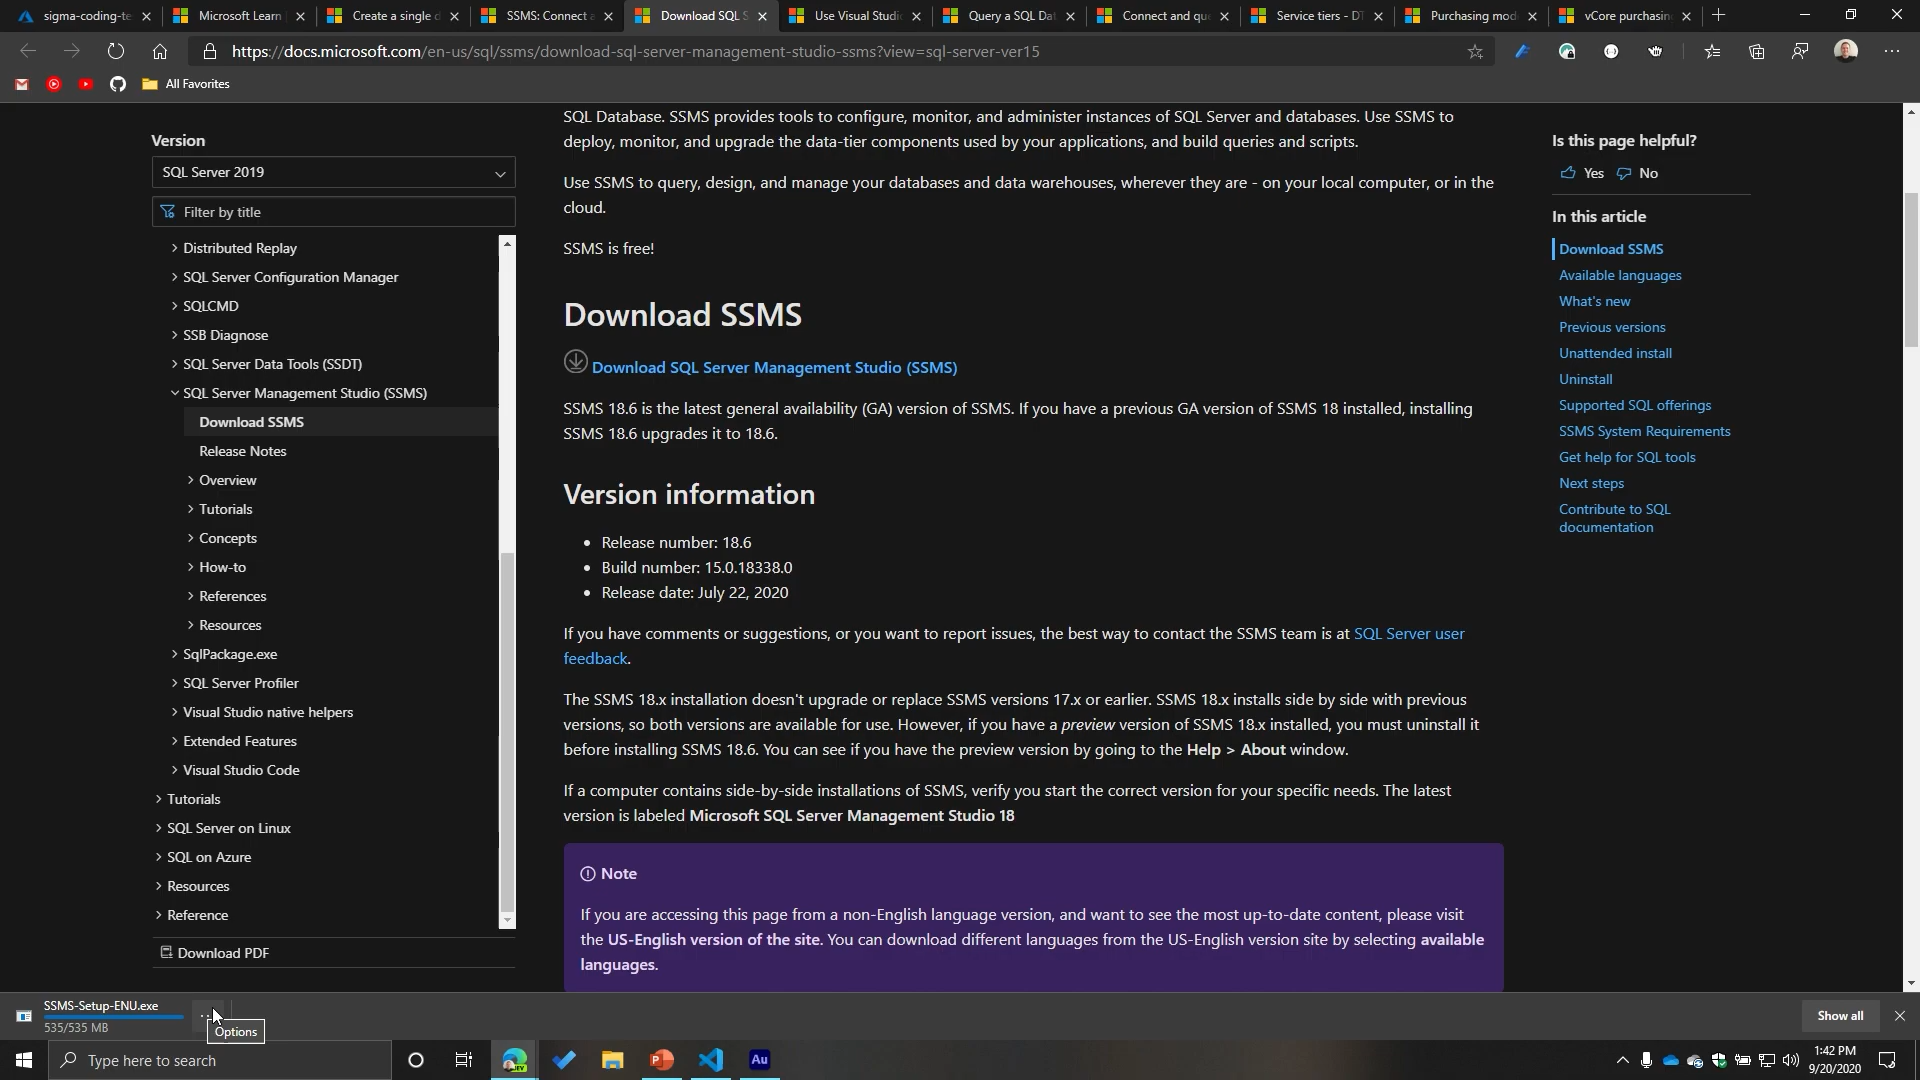 sigma-coding-te
Microsoft Learn
Create a single d
SSMS: Connect a
Download SQL S
Use Visual Studi
Query a SQL Dat
Connect and qu
Service tiers - DT
Purchasing mod
vCore purchasin
https://docs.microsoft.com/en-us/sql/ssms/download-sql-server-management-studio-ssms?view=sql-server-ver15
All Favorites
Version
SQL Server 2019
Filter by title
Distributed Replay
SQL Server Configuration Manager
SQLCMD
SSB Diagnose
SQL Server Data Tools (SSDT)
SQL Server Management Studio (SSMS)
Download SSMS
Release Notes
Overview
Tutorials
Concepts
How-to
References
Resources
SqlPackage.exe
SQL Server Profiler
Visual Studio native helpers
Extended Features
Visual Studio Code
Tutorials
SQL Server on Linux
SQL on Azure
Resources
Reference
Download PDF
SQL Database. SSMS provides tools to configure, monitor, and administer instances of SQL Server and databases. Use SSMS to
deploy, monitor, and upgrade the data-tier components used by your applications, and build queries and scripts.
Use SSMS to query, design, and manage your databases and data warehouses, wherever they are - on your local computer, or in the
cloud.
SSMS is free!
Download SSMS
Download SQL Server Management Studio (SSMS)
SSMS 18.6 is the latest general availability (GA) version of SSMS. If you have a previous GA version of SSMS 18 installed, installing
SSMS 18.6 upgrades it to 18.6.
Version information
• Release number: 18.6
• Build number: 15.0.18338.0
• Release date: July 22, 2020
If you have comments or suggestions, or you want to report issues, the best way to contact the SSMS team is at SQL Server user
feedback.
The SSMS 18.x installation doesn't upgrade or replace SSMS versions 17.x or earlier. SSMS 18.x installs side by side with previous
versions, so both versions are available for use. However, if you have a preview version of SSMS 18.x installed, you must uninstall it
before installing SSMS 18.6. You can see if you have the preview version by going to the Help > About window.
If a computer contains side-by-side installations of SSMS, verify you start the correct version for your specific needs. The latest
version is labeled Microsoft SQL Server Management Studio 18
Note
If you are accessing this page from a non-English language version, and want to see the most up-to-date content, please visit
the US-English version of the site. You can download different languages from the US-English version site by selecting available
languages.
Is this page helpful?
Yes No
In this article
Download SSMS
Available languages
What's new
Previous versions
Unattended install
Uninstall
Supported SQL offerings
SSMS System Requirements
Get help for SQL tools
Next steps
Contribute to SQL
documentation
SSMS-Setup-ENU.exe
535/535 MB
Options
Show all
Type here to search
DEV
Au
1:42 PM
9/20/2020